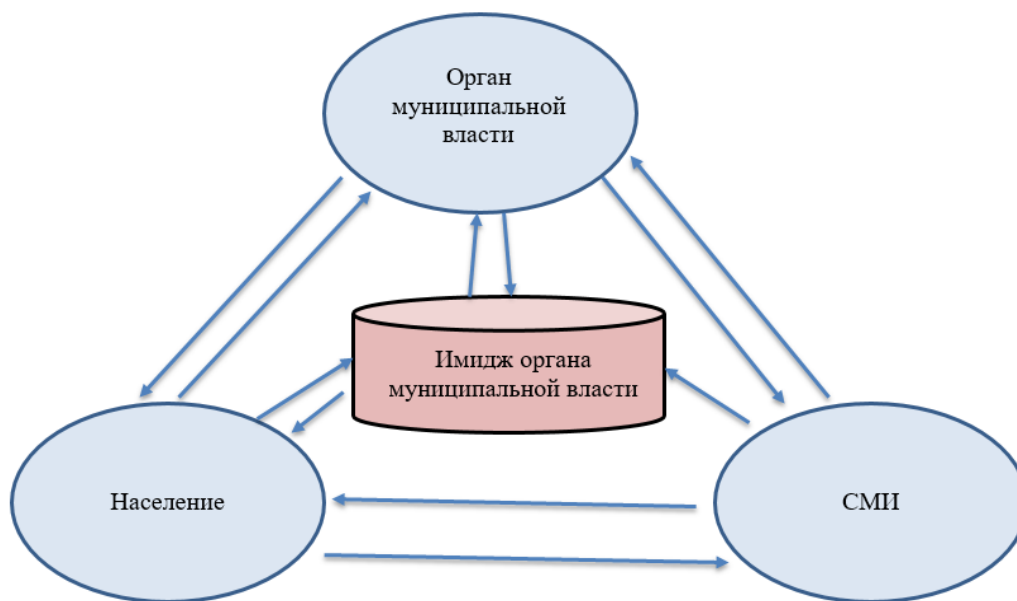 Орган
муниципальной
власти
Имидж органа
муниципальной власти
Население
СМИ